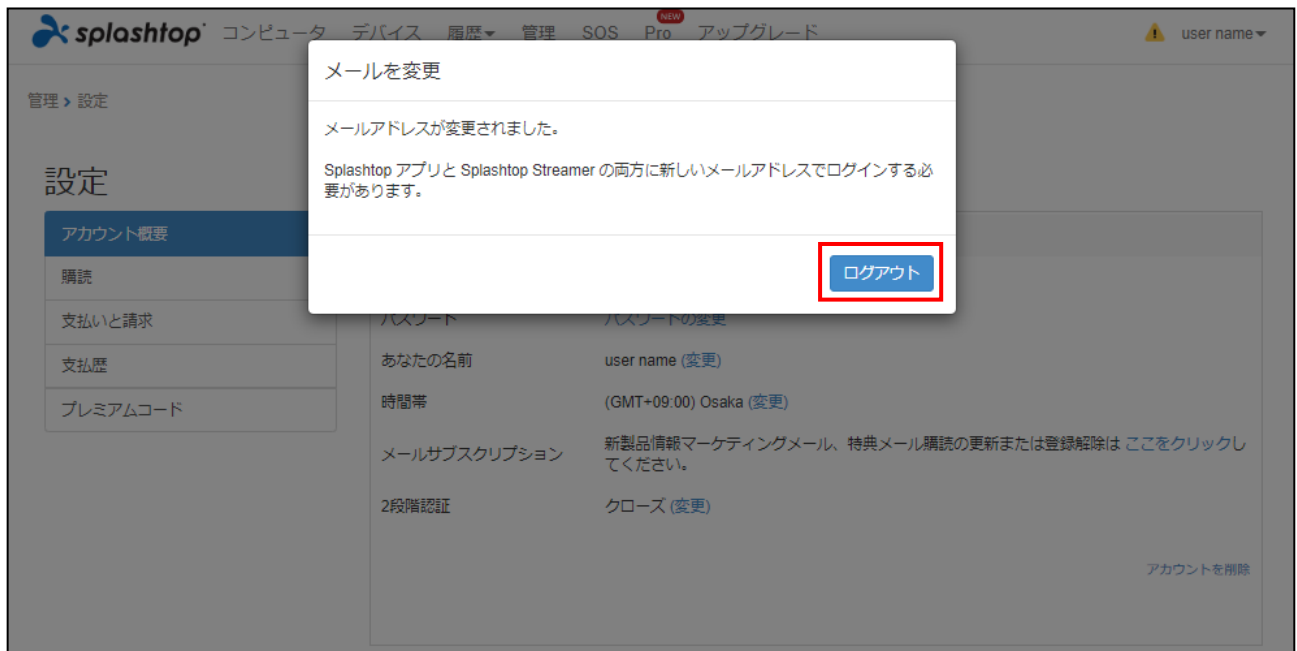 splashtop コンピュータ デバイス 履歴 管理 SOS Pro NEW アップグレード user name
管理 > 設定
メールを変更
メールアドレスが変更されました。
Splashtop アプリと Splashtop Streamer の両方に新しいメールアドレスでログインする必
要があります。
ログアウト
設定
アカウント概要
購読
支払いと請求
支払歴
プレミアムコード
パスワード パスワードの変更
あなたの名前 user name (変更)
時間帯 (GMT+09:00) Osaka (変更)
メールサブスクリプション 新製品情報マーケティングメール、特典メール購読の更新または登録解除は ここをクリックし
てください。
2段階認証 クローズ (変更)
アカウントを削除